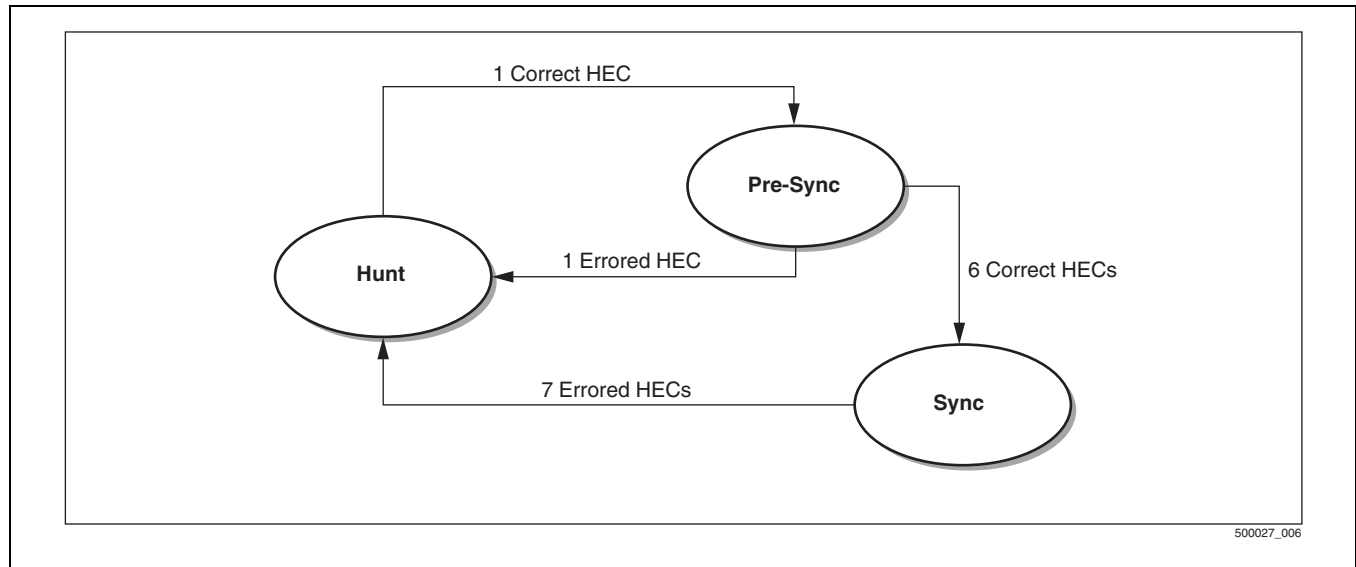 1 Correct HEC
Pre-Sync
1 Errored HEC
Hunt
6 Correct HECs
7 Errored HECs
Sync
500027_006